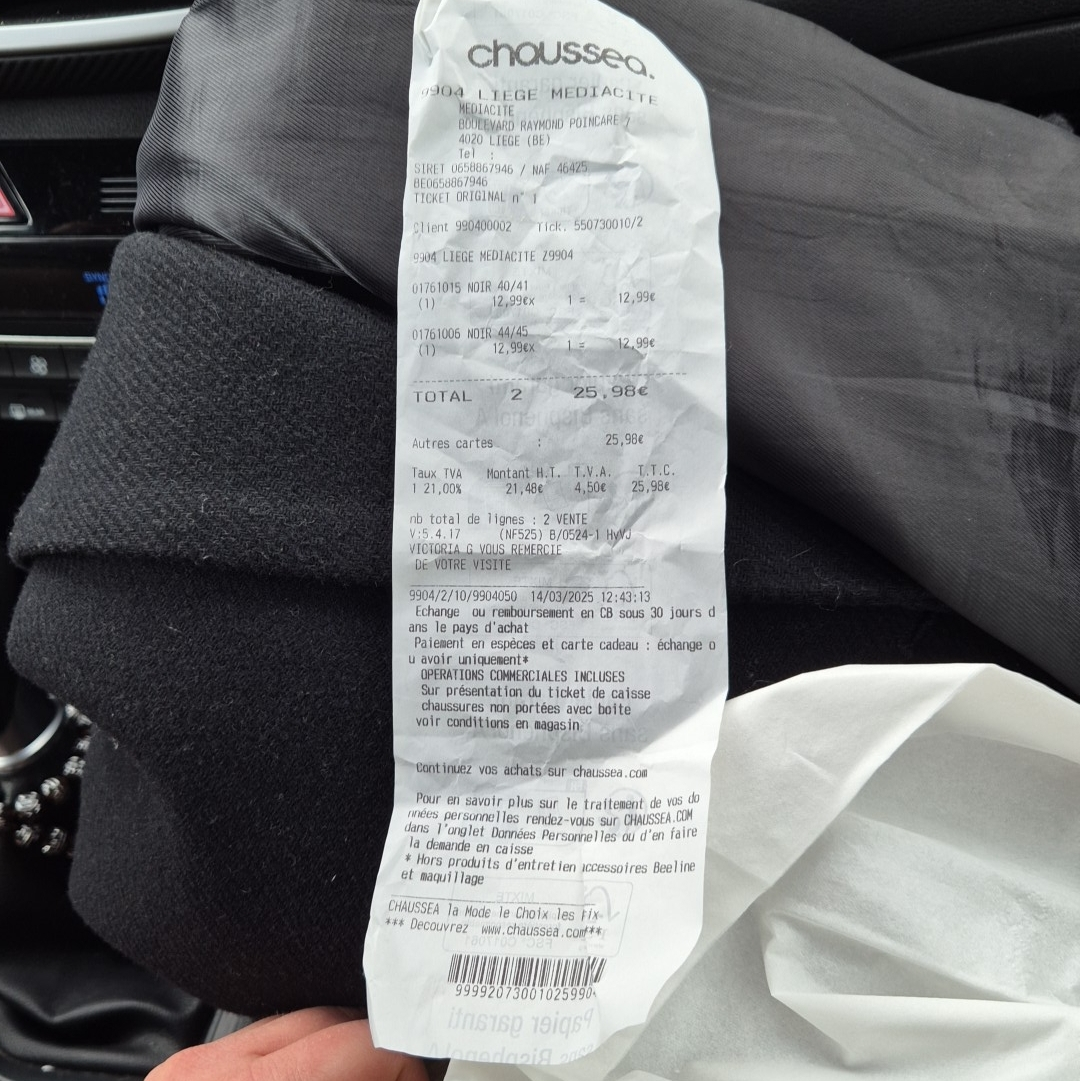 chaussea.
9904 LIEGE MEDIACITE
MEDIACITE
BOULEVARD RAYMOND POINCARE 7
4020 LIEGE (BE)
Tel :
SIRET 0658867946 / NAF 46425
BE0658867946
TICKET ORIGINAL n° 1
Client 990400002 Tick. 550730010/2
9904 LIEGE MEDIACITE Z9904
01761015 NOIR 40/41
(1) 12,99€x 1 = 12,99€
01761006 NOIR 44/45
(1) 12,99€x 1 = 12,99€
TOTAL 2 25,98€
Autres cartes : 25,98€
Taux TVA Montant H.T. T.V.A. T.T.C.
1 21,00% 21,48€ 4,50€ 25,98€
nb total de lignes : 2 VENTE
V:5.4.17 (NF525) B/0524-1 HvVJ
VICTORIA G VOUS REMERCIE
DE VOTRE VISITE
9904/2/10/9904050 14/03/2025 12:43:13
Echange ou remboursement en CB sous 30 jours d
ans le pays d'achat
Paiement en espèces et carte cadeau : échange o
u avoir uniquement*
OPERATIONS COMMERCIALES INCLUSES
Sur présentation du ticket de caisse
chaussures non portées avec boite
voir conditions en magasin
Continuez vos achats sur chaussea.com
Pour en savoir plus sur le traitement de vos do
nnées personnelles rendez-vous sur CHAUSSEA.COM
dans l'onglet Données Personnelles ou d'en faire
la demande en caisse
* Hors produits d'entretien accessoires Beeline
et maquillage
CHAUSSEA la Mode le Choix les Fix
*** Decouvrez www.chaussea.com***
99992073001025990
Papier garanti